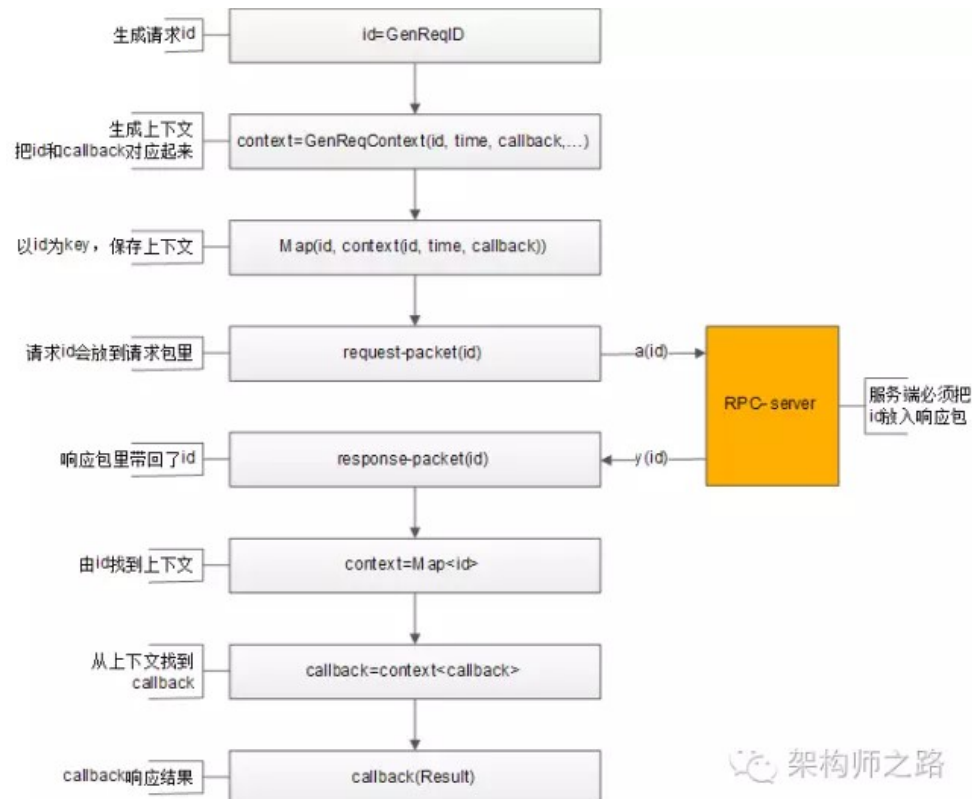 生成请求id
id=GenReqID
生成上下文
把id和callback对应起来
context=GenReqContext(id, time, callback,...)
以id为key，保存上下文
Map(id, context(id, time, callback))
请求id会放到请求包里
request-packet(id)
a(id)
RPC-server
服务端必须把
id放入响应包
响应包里带回了id
response-packet(id)
y(id)
由id找到上下文
context=Map<id>
从上下文找到
callback
callback=context<callback>
callback响应结果
callback(Result)
架构师之路